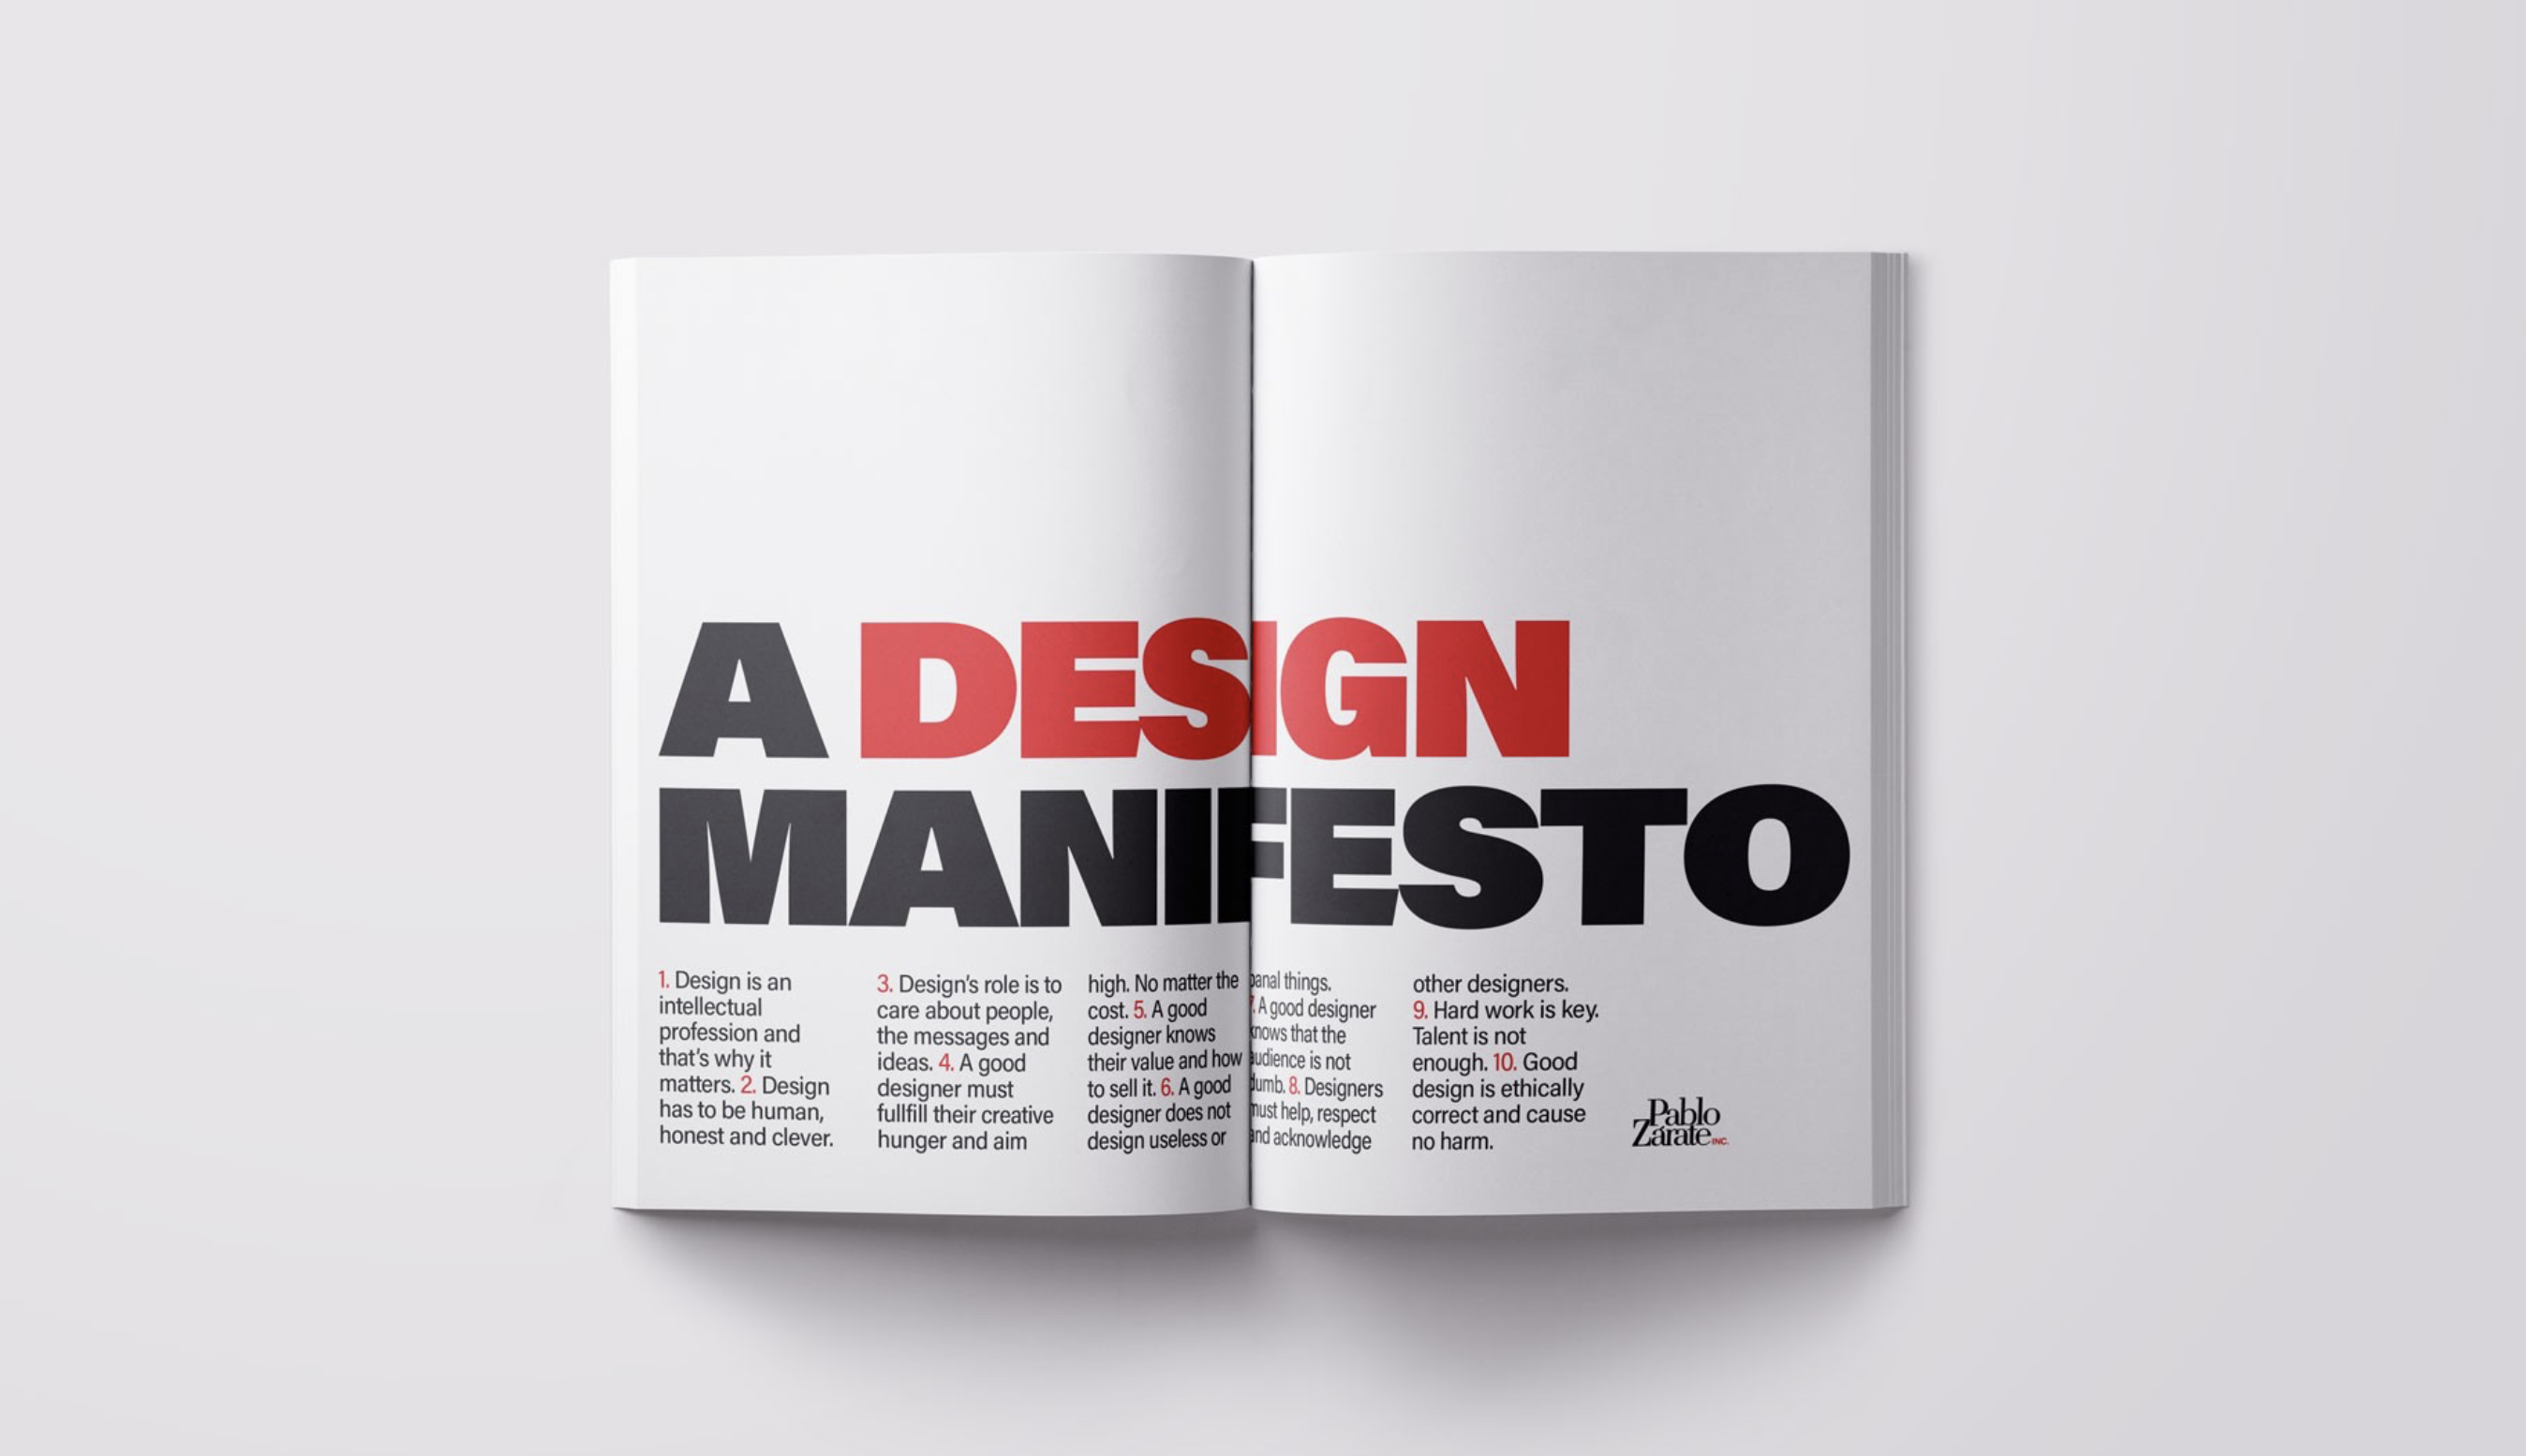 A DESIGN
MANIFESTO
1. Design is an
intellectual
profession and
that's why it
matters. 2. Design
has to be human,
honest and clever.
3. Design's role is to
care about people,
the messages and
ideas. 4. A good
designer must
fullfill their creative
hunger and aim
high. No matter the
cost. 5. A good
designer knows
their value and how
to sell it. 6. A good
designer does not
design useless or
banal things.
7. A good designer
knows that the
audience is not
dumb. 8. Designers
must help, respect
and acknowledge
other designers.
9. Hard work is key.
Talent is not
enough. 10. Good
design is ethically
correct and cause
no harm.
Pablo
Zarate INC.